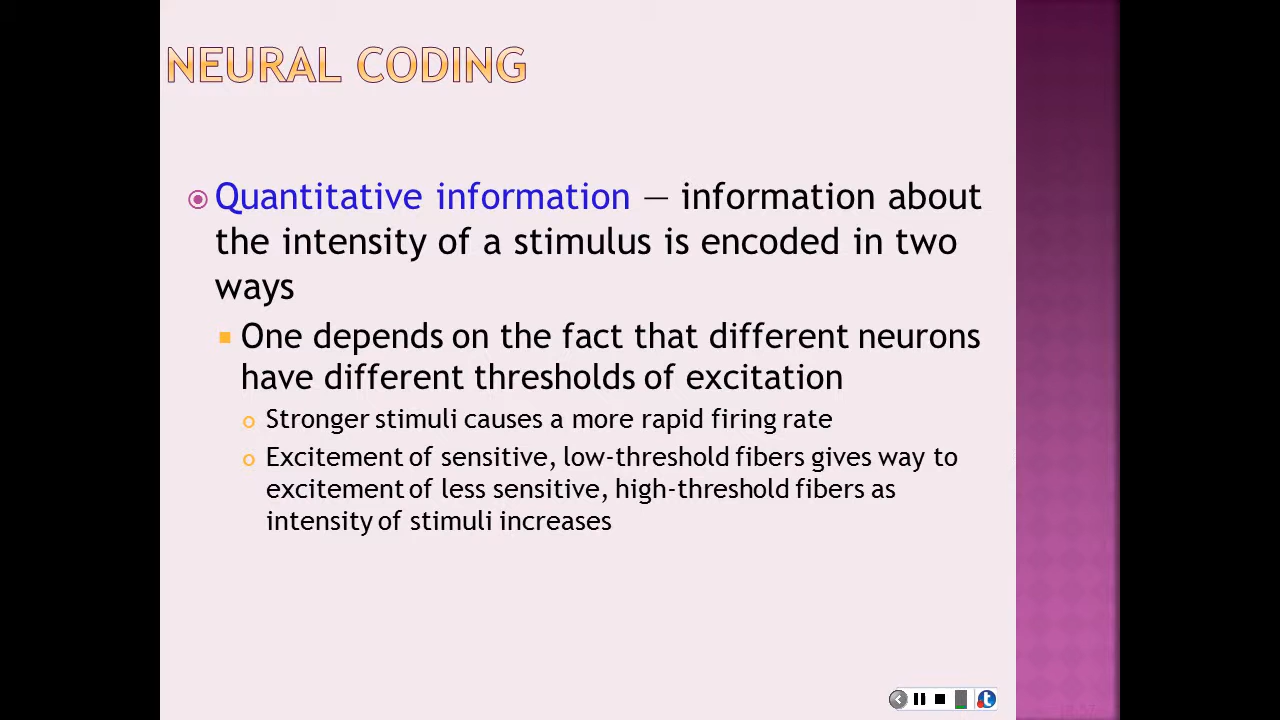 NEURAL CODING
Quantitative information — information about
the intensity of a stimulus is encoded in two
ways
One depends on the fact that different neurons
have different thresholds of excitation
Stronger stimuli causes a more rapid firing rate
Excitement of sensitive, low-threshold fibers gives way to
excitement of less sensitive, high-threshold fibers as
intensity of stimuli increases
t